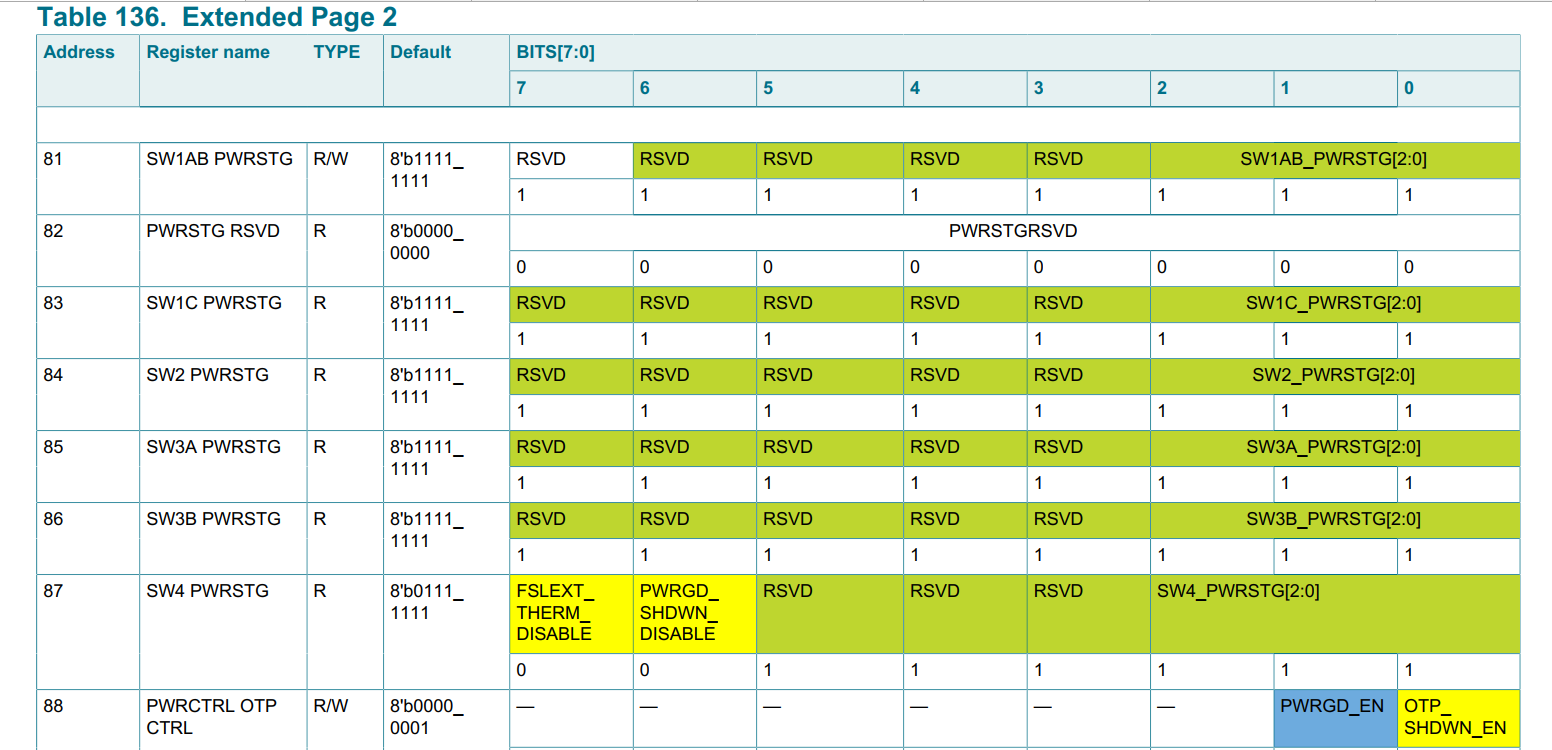 Table 136. Extended Page 2
Address Register name TYPE Default BITS[7:0]
7 6 5 4 3 2 1 0
81 SW1AB PWRSTG R/W 8'b1111_ RSVD RSVD RSVD RSVD RSVD SW1AB_PWRSTG[2:0]
1111
1 1 1 1 1 1 1 1
82 PWRSTG RSVD R 8'b0000_ PWRSTGRSVD
0000
0 0 0 0 0 0 0 0
83 SW1C PWRSTG R 8'b1111_ RSVD RSVD RSVD RSVD RSVD SW1C_PWRSTG[2:0]
1111
1 1 1 1 1 1 1 1
84 SW2 PWRSTG R 8'b1111_ RSVD RSVD RSVD RSVD RSVD SW2_PWRSTG[2:0]
1111
1 1 1 1 1 1 1 1
85 SW3A PWRSTG R 8'b1111_ RSVD RSVD RSVD RSVD RSVD SW3A_PWRSTG[2:0]
1111
1 1 1 1 1 1 1 1
86 SW3B PWRSTG R 8'b1111_ RSVD RSVD RSVD RSVD RSVD SW3B_PWRSTG[2:0]
1111
1 1 1 1 1 1 1 1
87 SW4 PWRSTG R 8'b0111_ FSLEXT_ PWRGD_ RSVD RSVD RSVD SW4_PWRSTG[2:0]
1111 THERM_ SHDWN_
DISABLE DISABLE
0 0 1 1 1 1 1 1
88 PWRCTRL OTP R/W 8'b0000_ — — — — — — PWRGD_EN OTP_
CTRL 0001 SHDWN_EN